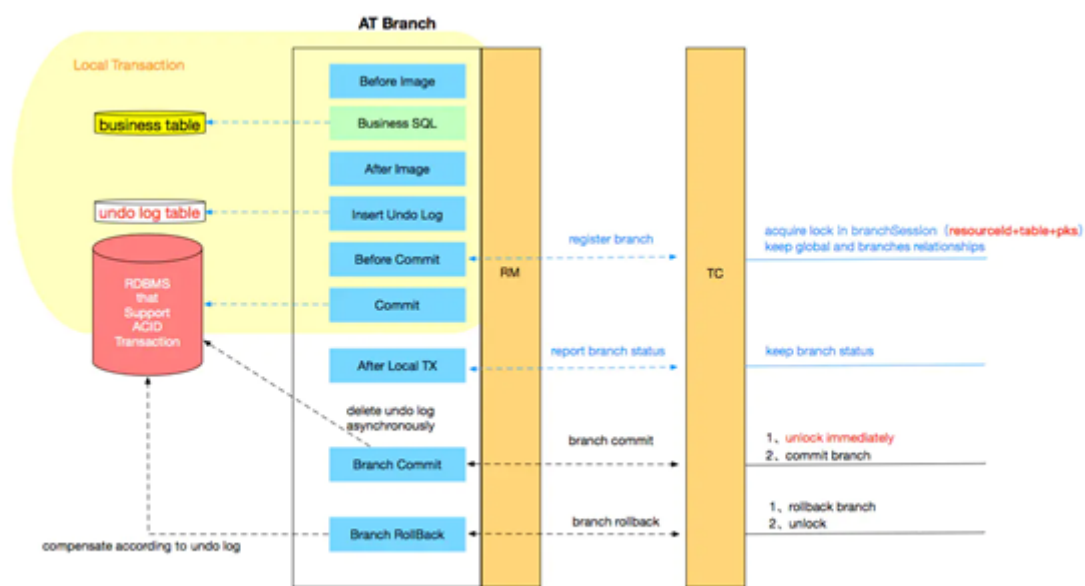 AT Branch
Local Transaction
Before Image
business table
Business SQL
After Image
undo log table
Insert Undo Log
register branch
acquire lock in branchSession（resourceId+table+pks）
keep global and branches relationships
Before Commit
RM
TC
RDBMS
that
Support
ACID
Transaction
Commit
After Local TX
report branch status
keep branch status
delete undo log
asynchronously
Branch Commit
branch commit
1、unlock immediately
2、commit branch
Branch RollBack
branch rollback
1、rollback branch
2、unlock
compensate according to undo log